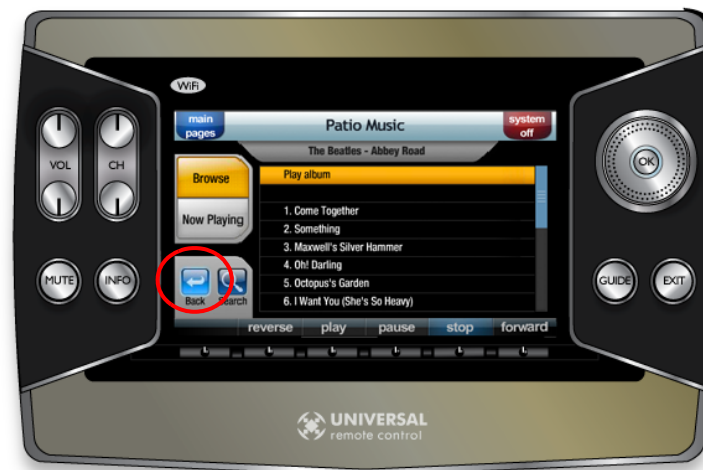 WiFi
main
pages
Patio Music
system
off
The Beatles - Abbey Road
VOL
CH
OK
Browse
Now Playing
Play album
1. Come Together
2. Something
3. Maxwell's Silver Hammer
4. Oh! Darling
5. Octopus's Garden
6. I Want You (She's So Heavy)
MUTE
INFO
Back
Search
GUIDE
EXIT
reverse play pause stop forward
UNIVERSAL
remote control